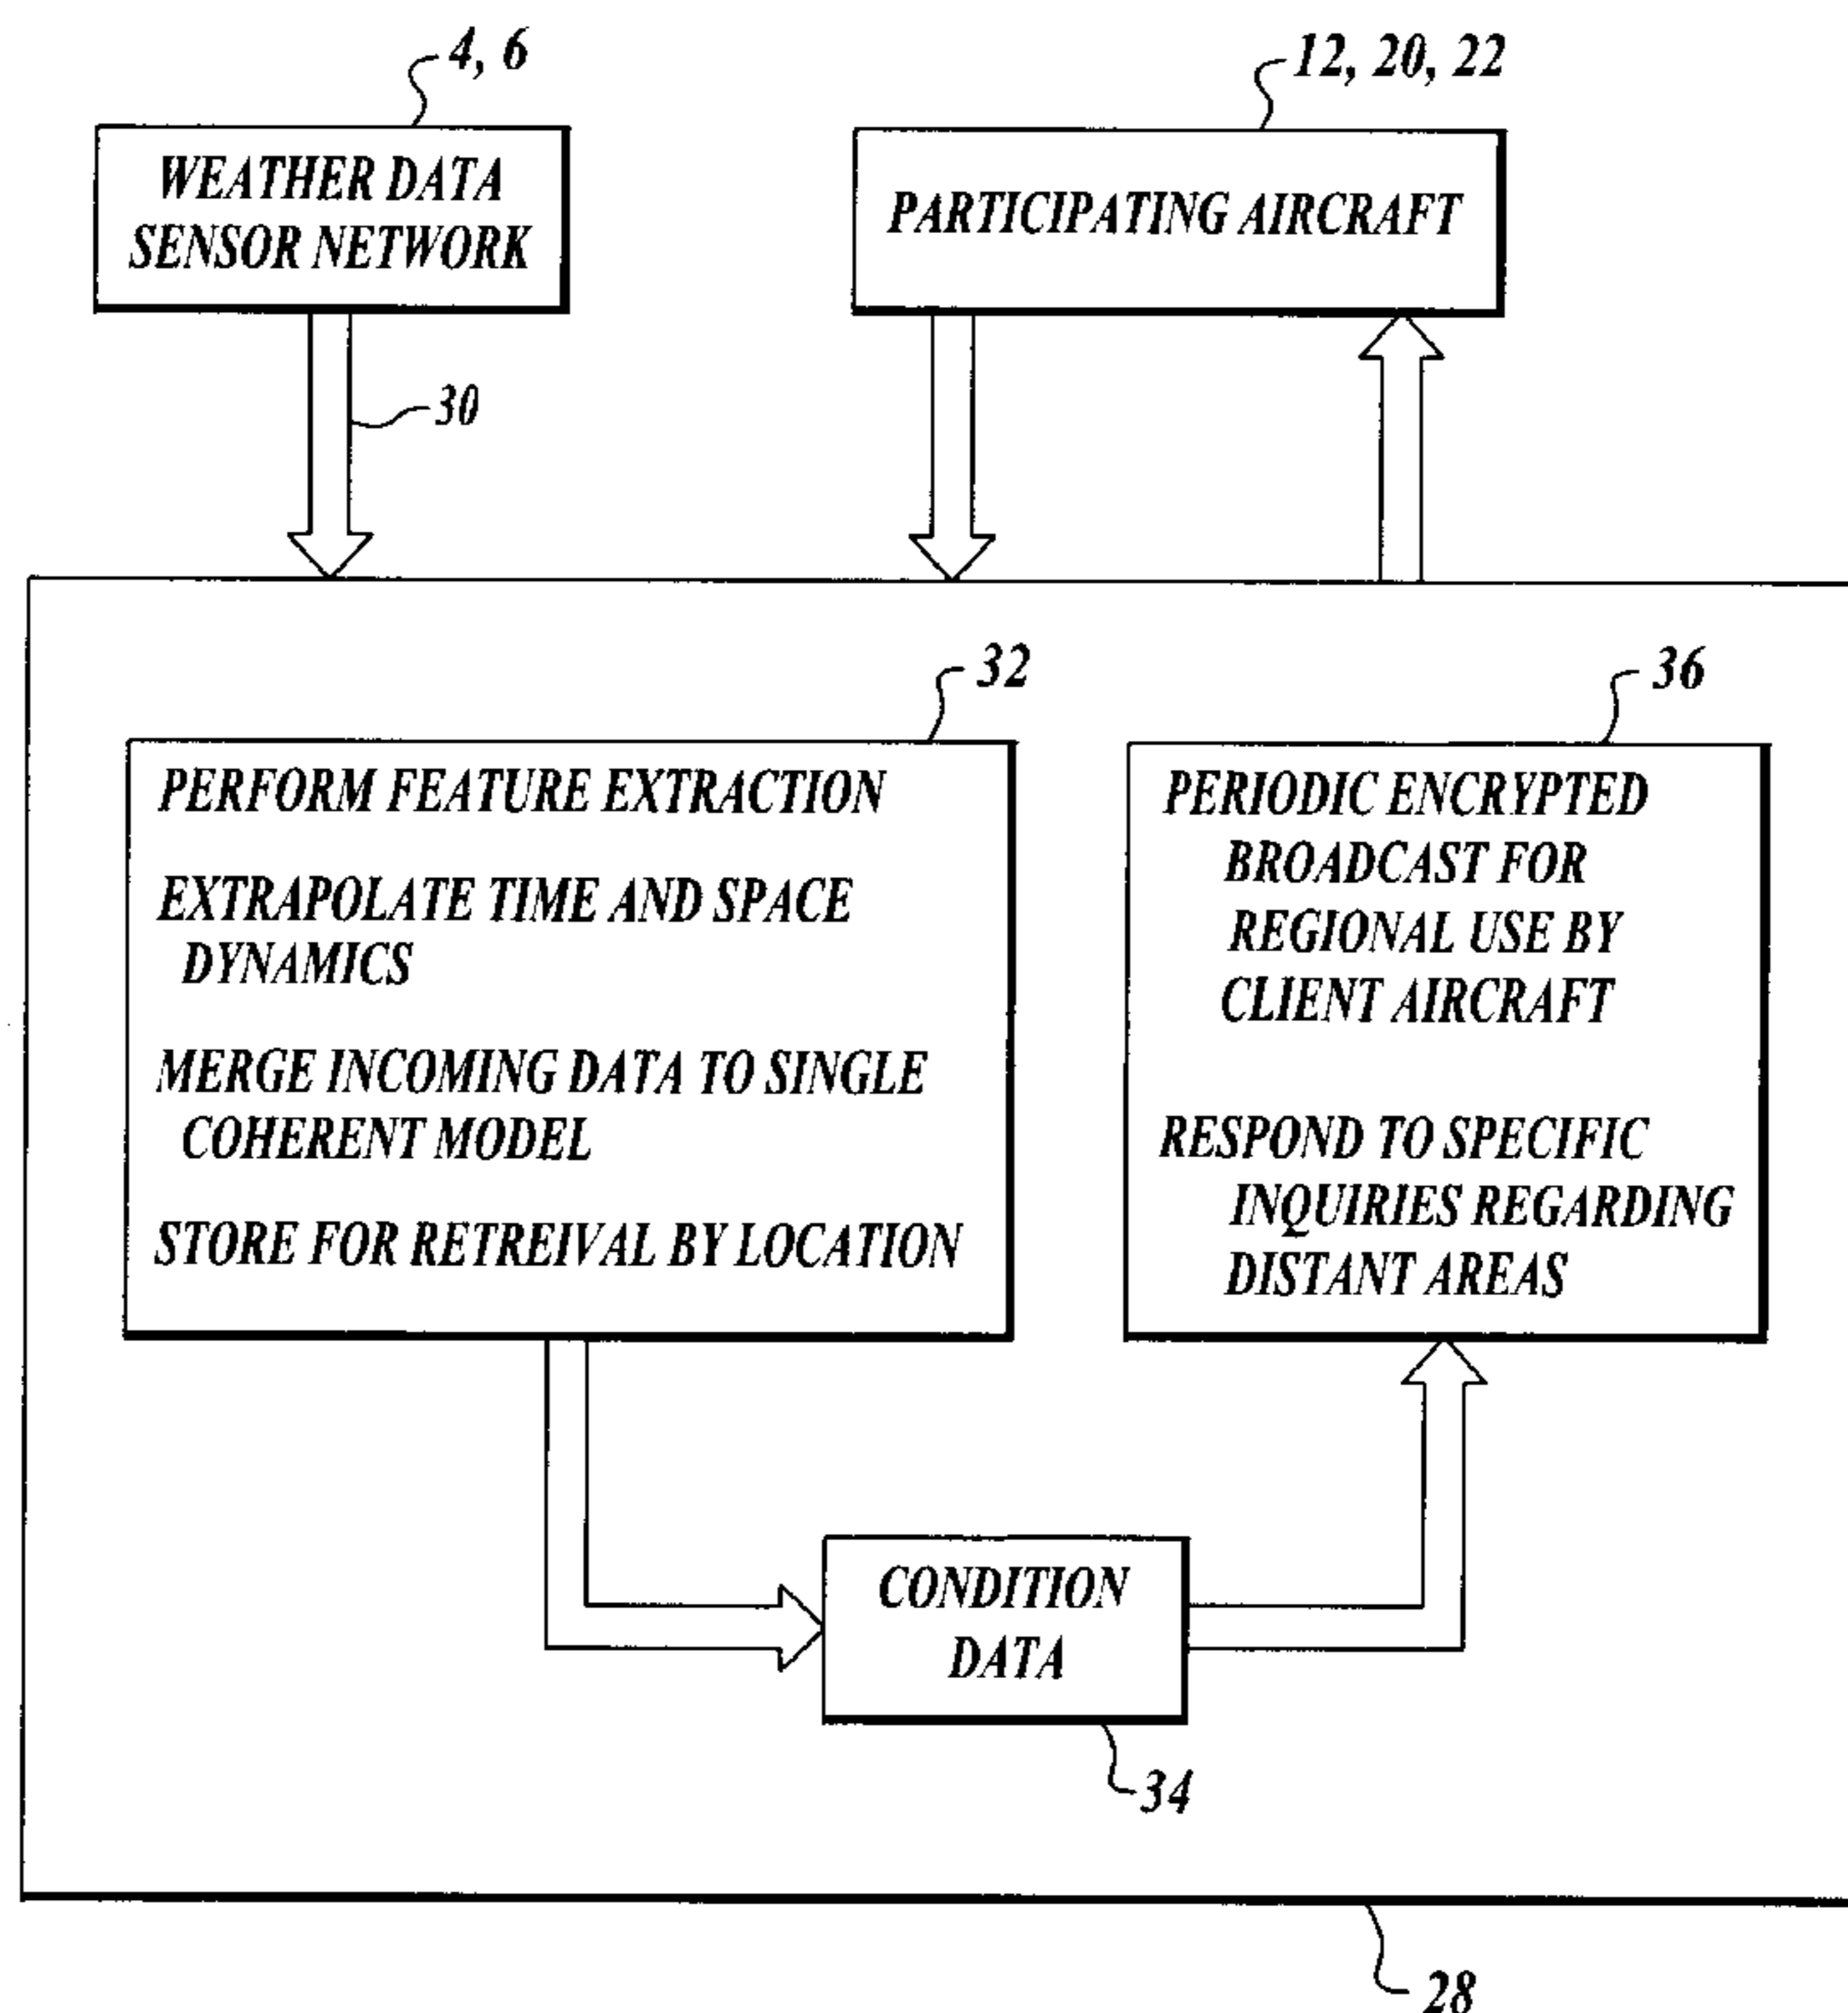 4, 6
12, 20, 22
WEATHER DATA
SENSOR NETWORK
PARTICIPATING AIRCRAFT
30
32
36
PERFORM FEATURE EXTRACTION
EXTRAPOLATE TIME AND SPACE
DYNAMICS
MERGE INCOMING DATA TO SINGLE
COHERENT MODEL
STORE FOR RETREIVAL BY LOCATION
PERIODIC ENCRYPTED
BROADCAST FOR
REGIONAL USE BY
CLIENT AIRCRAFT
RESPOND TO SPECIFIC
INQUIRIES REGARDING
DISTANT AREAS
CONDITION
DATA
34
28